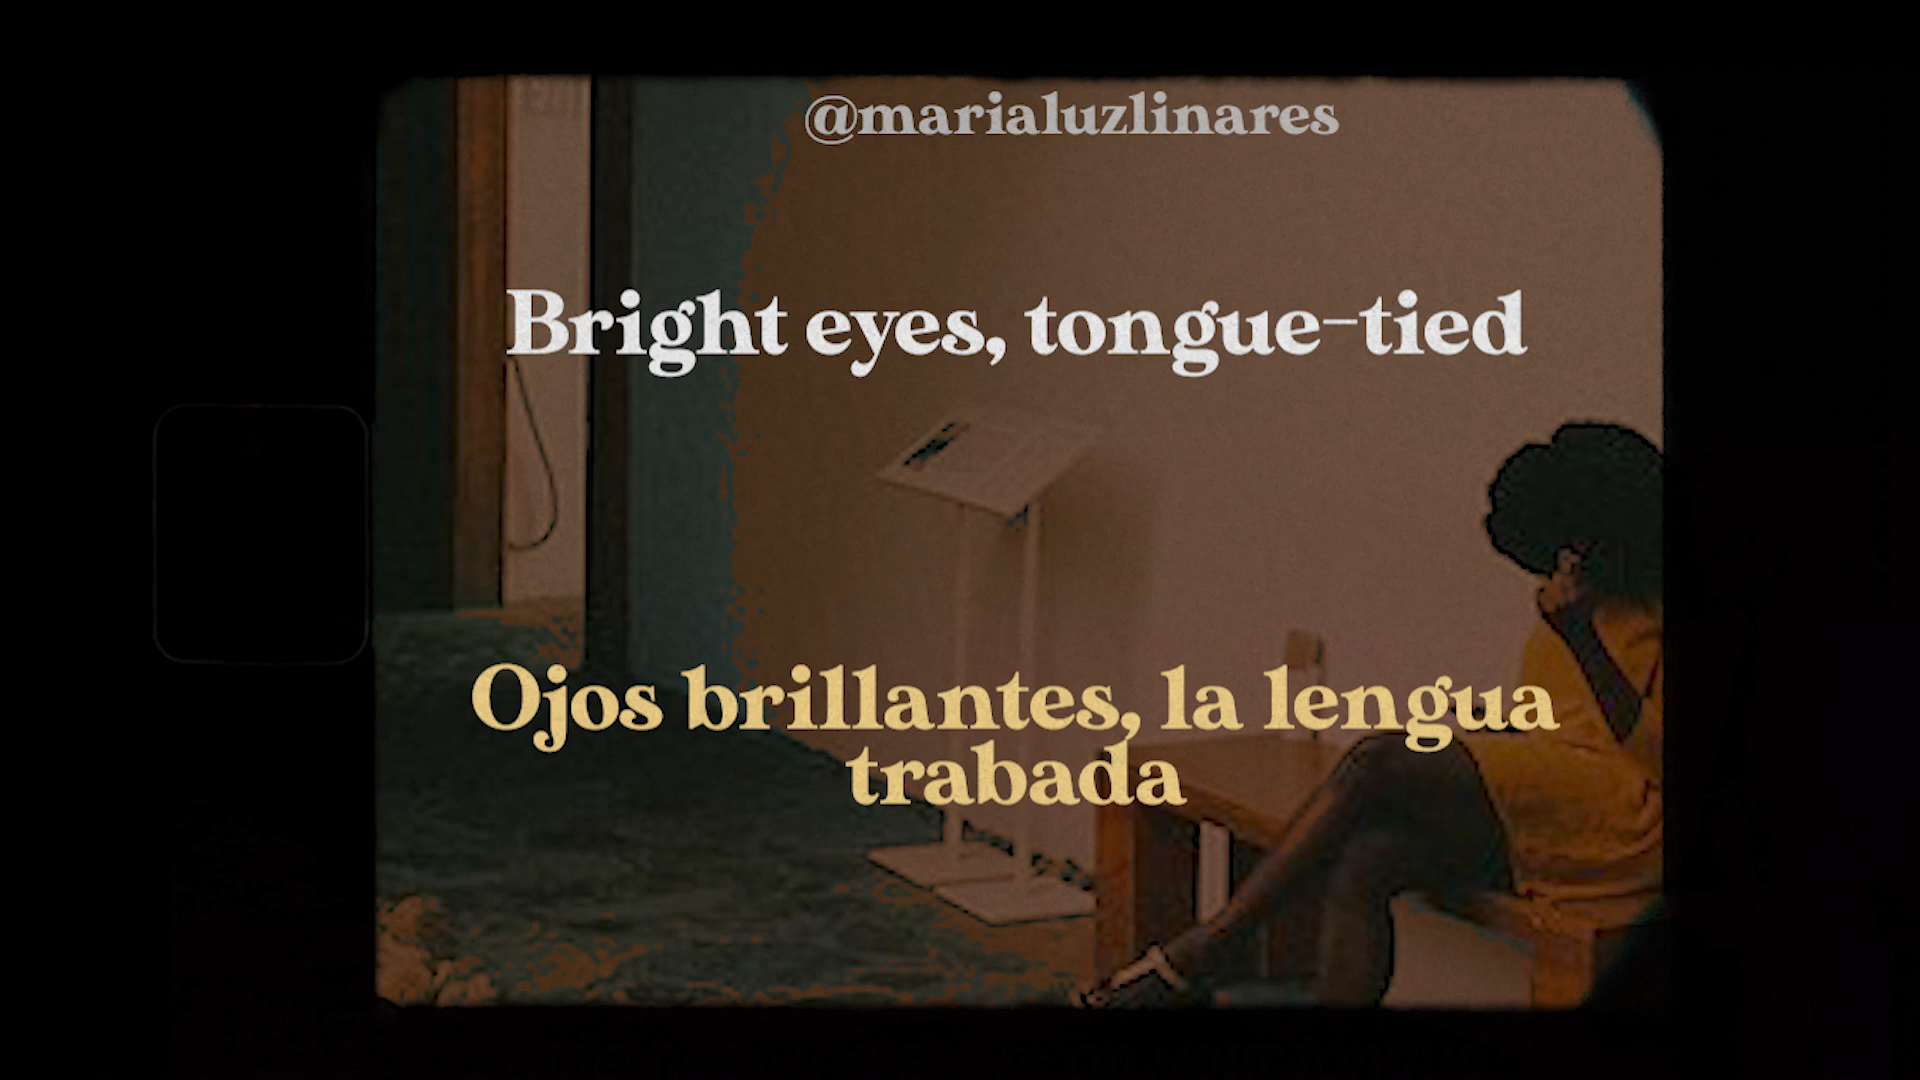 @marialuzlinares
Bright eyes, tongue-tied
Ojos brillantes, la lengua
trabada